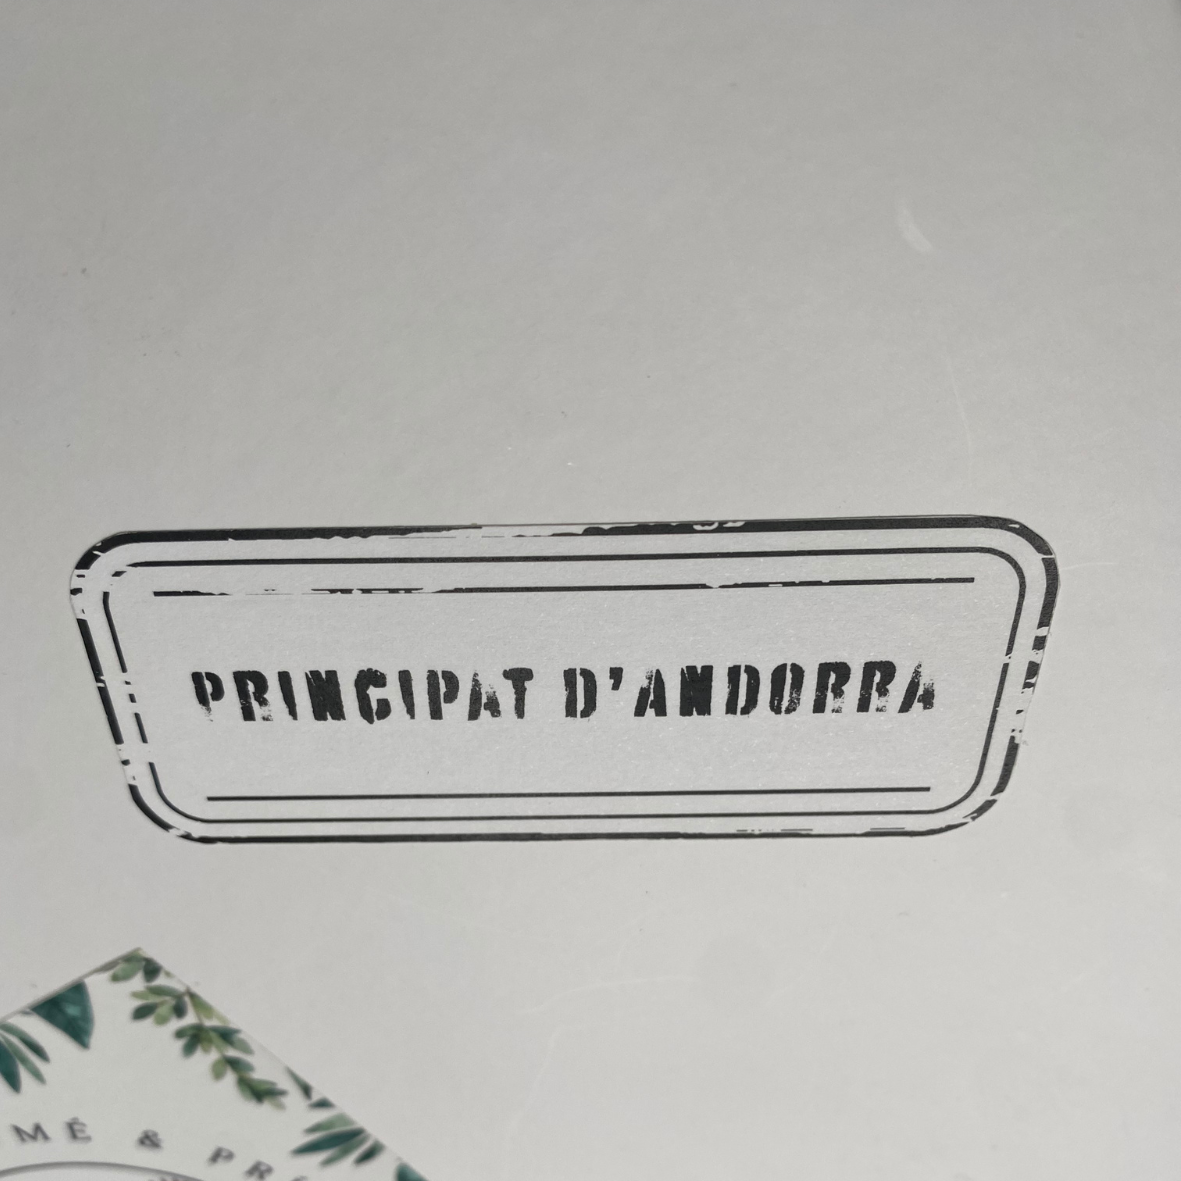 PRINCIPAT D'ANDORRA
MÉ & PR